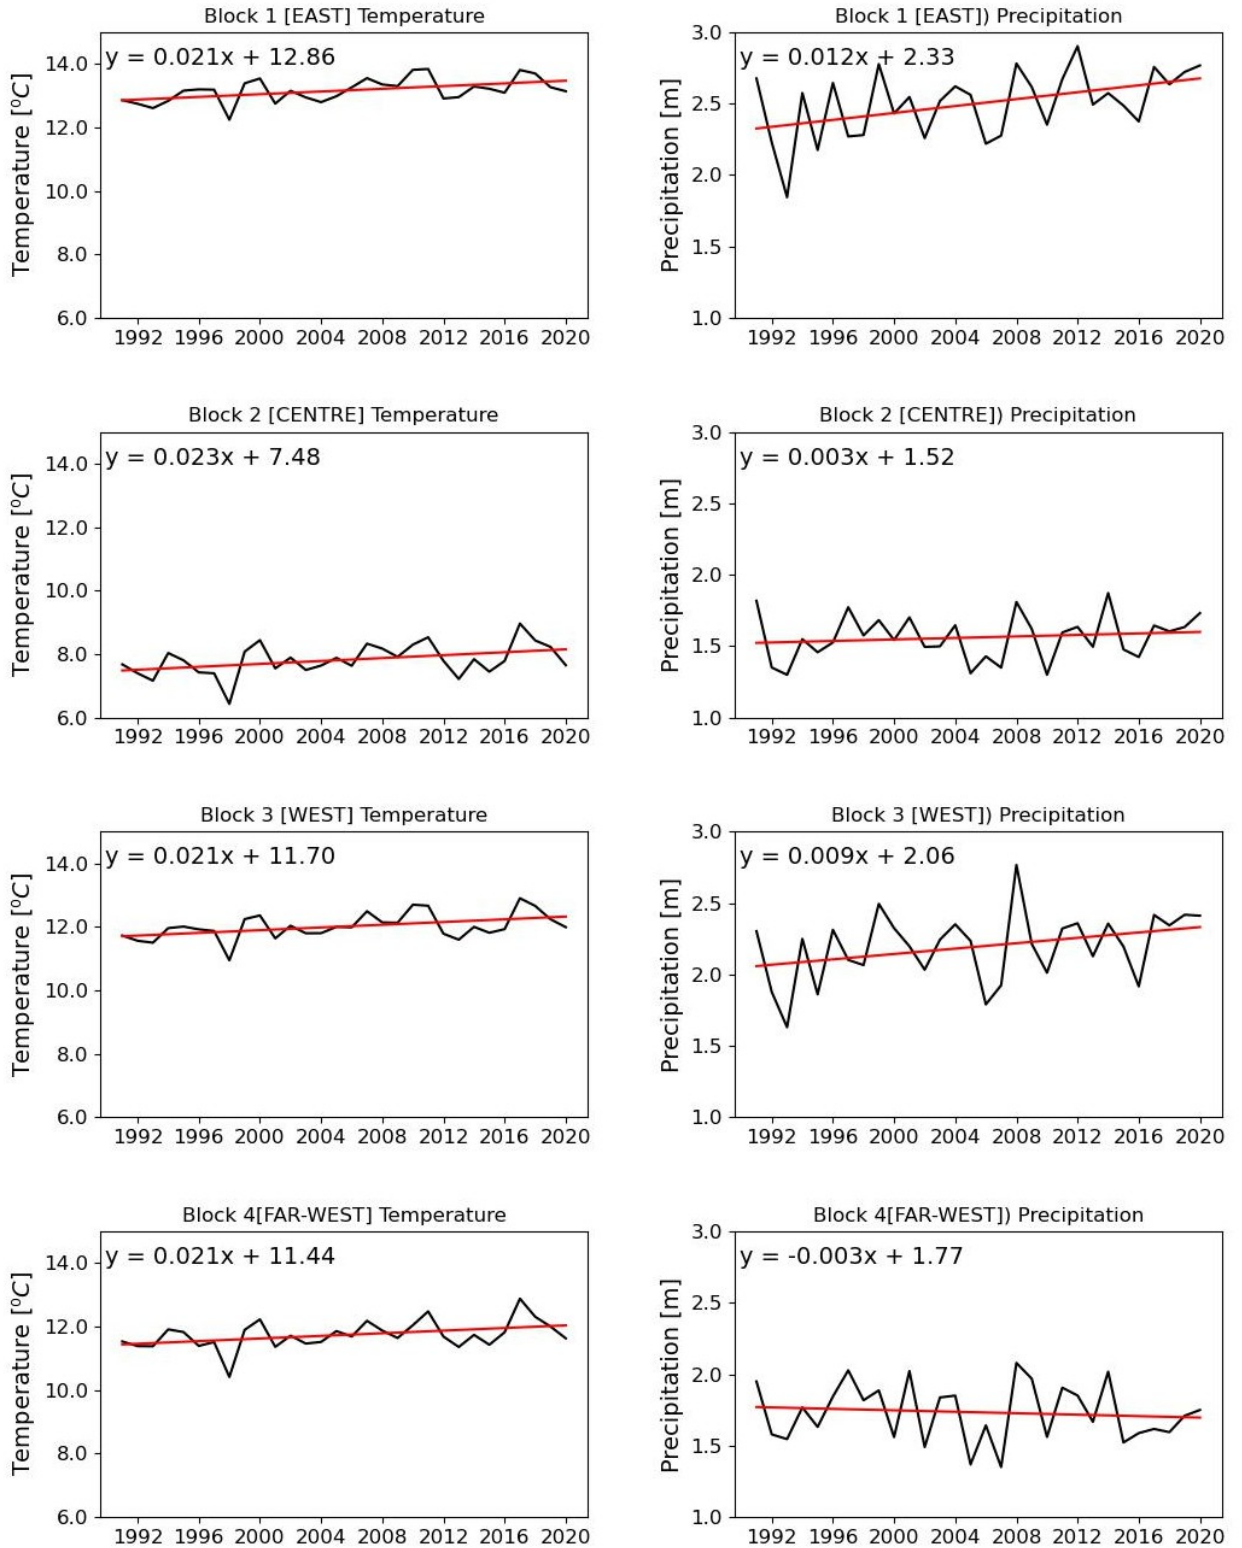 Block 1 [EAST] Temperature
y = 0.021x + 12.86
Temperature [⁰C]
14.0
12.0
10.0
8.0
6.0
1992 1996 2000 2004 2008 2012 2016 2020
Block 1 [EAST]) Precipitation
y = 0.012x + 2.33
Precipitation [m]
3.0
2.5
2.0
1.5
1.0
1992 1996 2000 2004 2008 2012 2016 2020
Block 2 [CENTRE] Temperature
y = 0.023x + 7.48
Temperature [⁰C]
14.0
12.0
10.0
8.0
6.0
1992 1996 2000 2004 2008 2012 2016 2020
Block 2 [CENTRE]) Precipitation
y = 0.003x + 1.52
Precipitation [m]
3.0
2.5
2.0
1.5
1.0
1992 1996 2000 2004 2008 2012 2016 2020
Block 3 [WEST] Temperature
y = 0.021x + 11.70
Temperature [⁰C]
14.0
12.0
10.0
8.0
6.0
1992 1996 2000 2004 2008 2012 2016 2020
Block 3 [WEST]) Precipitation
y = 0.009x + 2.06
Precipitation [m]
3.0
2.5
2.0
1.5
1.0
1992 1996 2000 2004 2008 2012 2016 2020
Block 4[FAR-WEST] Temperature
y = 0.021x + 11.44
Temperature [⁰C]
14.0
12.0
10.0
8.0
6.0
1992 1996 2000 2004 2008 2012 2016 2020
Block 4[FAR-WEST]) Precipitation
y = -0.003x + 1.77
Precipitation [m]
3.0
2.5
2.0
1.5
1.0
1992 1996 2000 2004 2008 2012 2016 2020